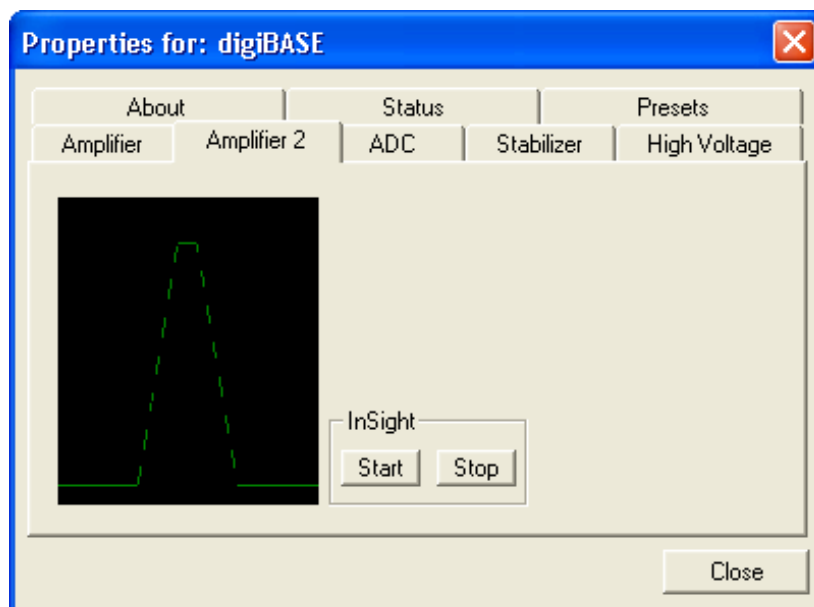 Properties for: digiBASE
About Status Presets
Amplifier Amplifier 2 ADC Stabilizer High Voltage
InSight
Start Stop
Close